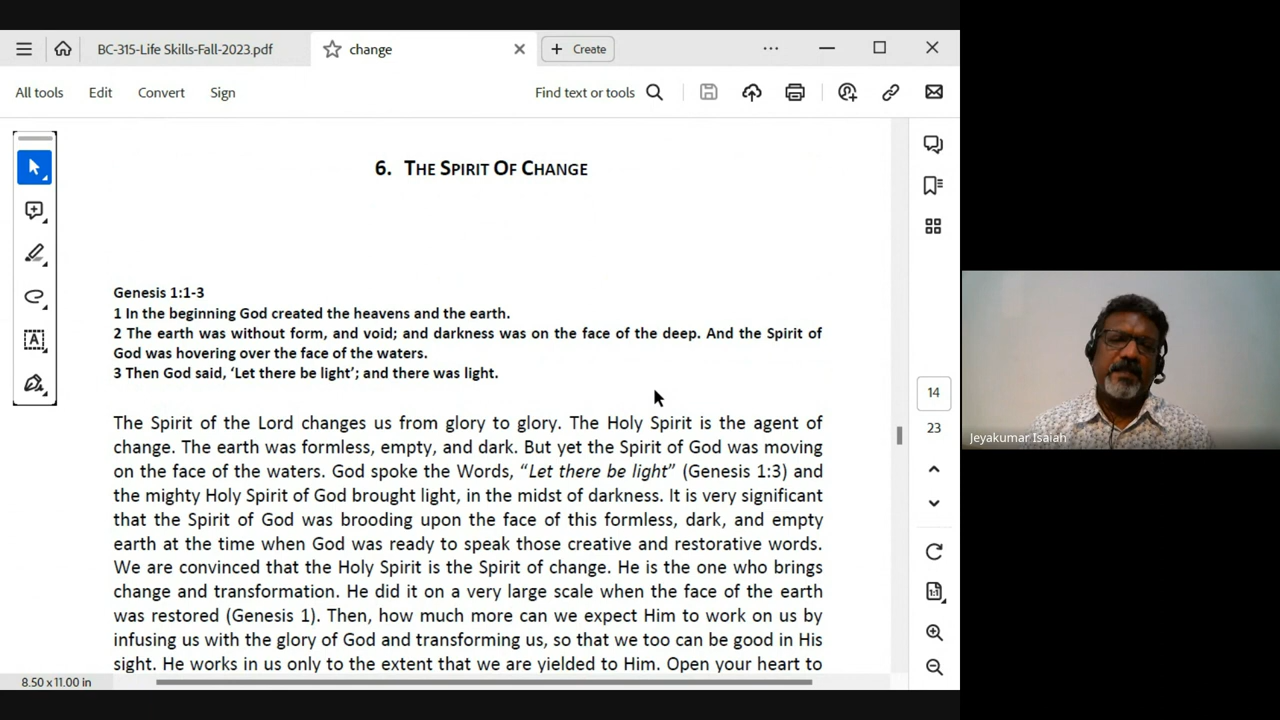 BC-315-Life Skills-Fall-2023.pdf
change
Create
All tools
Edit
Convert
Sign
Find text or tools
6. THE SPIRIT OF CHANGE
Genesis 1:1-3
1 In the beginning God created the heavens and the earth.
2 The earth was without form, and void; and darkness was on the face of the deep. And the Spirit of
God was hovering over the face of the waters.
3 Then God said, ‘Let there be light’; and there was light.
The Spirit of the Lord changes us from glory to glory. The Holy Spirit is the agent of
change. The earth was formless, empty, and dark. But yet the Spirit of God was moving
on the face of the waters. God spoke the Words, “Let there be light” (Genesis 1:3) and
the mighty Holy Spirit of God brought light, in the midst of darkness. It is very significant
that the Spirit of God was brooding upon the face of this formless, dark, and empty
earth at the time when God was ready to speak those creative and restorative words.
We are convinced that the Holy Spirit is the Spirit of change. He is the one who brings
change and transformation. He did it on a very large scale when the face of the earth
was restored (Genesis 1). Then, how much more can we expect Him to work on us by
infusing us with the glory of God and transforming us, so that we too can be good in His
sight. He works in us only to the extent that we are yielded to Him. Open your heart to
14
23
8.50 x 11.00 in
Jeyakumar Isaiah